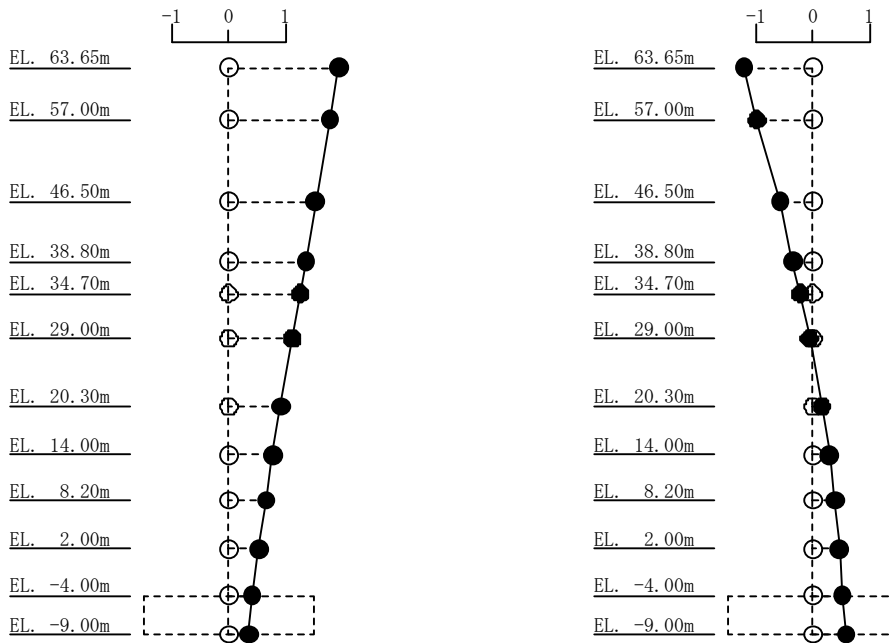 -1 0 1
EL. 63.65m
EL. 57.00m
EL. 46.50m
EL. 38.80m
EL. 34.70m
EL. 29.00m
EL. 20.30m
EL. 14.00m
EL. 8.20m
EL. 2.00m
EL. -4.00m
EL. -9.00m
-1 0 1
EL. 63.65m
EL. 57.00m
EL. 46.50m
EL. 38.80m
EL. 34.70m
EL. 29.00m
EL. 20.30m
EL. 14.00m
EL. 8.20m
EL. 2.00m
EL. -4.00m
EL. -9.00m